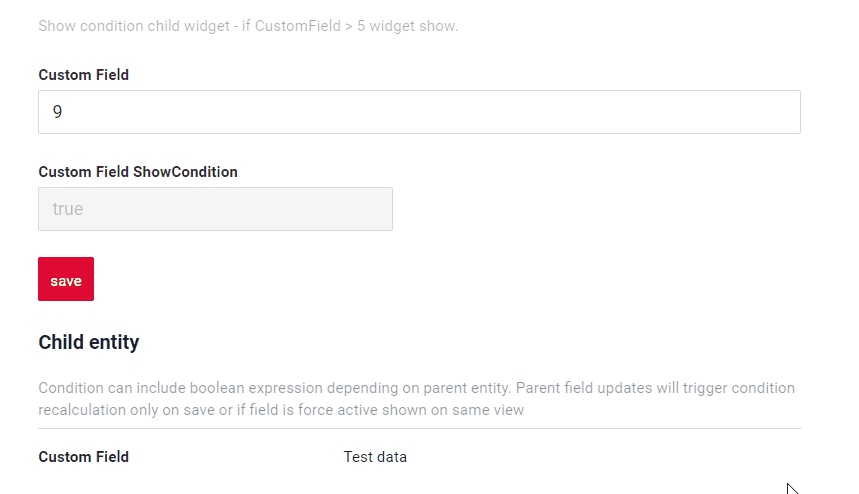 Show condition child widget - if CustomField > 5 widget show.
Custom Field
9
Custom Field ShowCondition
true
save
Child entity
Condition can include boolean expression depending on parent entity. Parent field updates will trigger condition
recalculation only on save or if field is force active shown on same view
Custom Field Test data